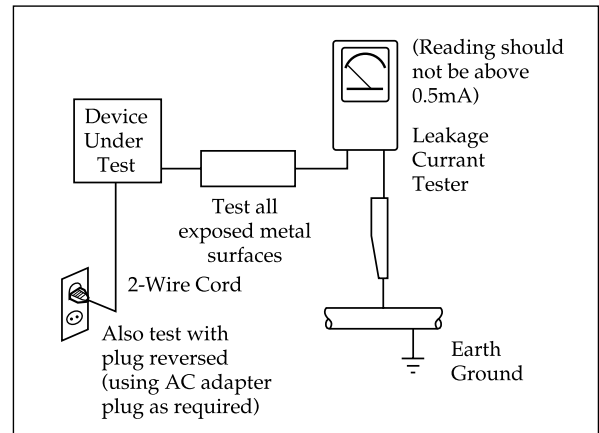 (Reading should
not be above
0.5mA)
Device
Under
Test
Leakage
Currant
Tester
Test all
exposed metal
surfaces
2-Wire Cord
Also test with
plug reversed
(using AC adapter
plug as required)
Earth
Ground